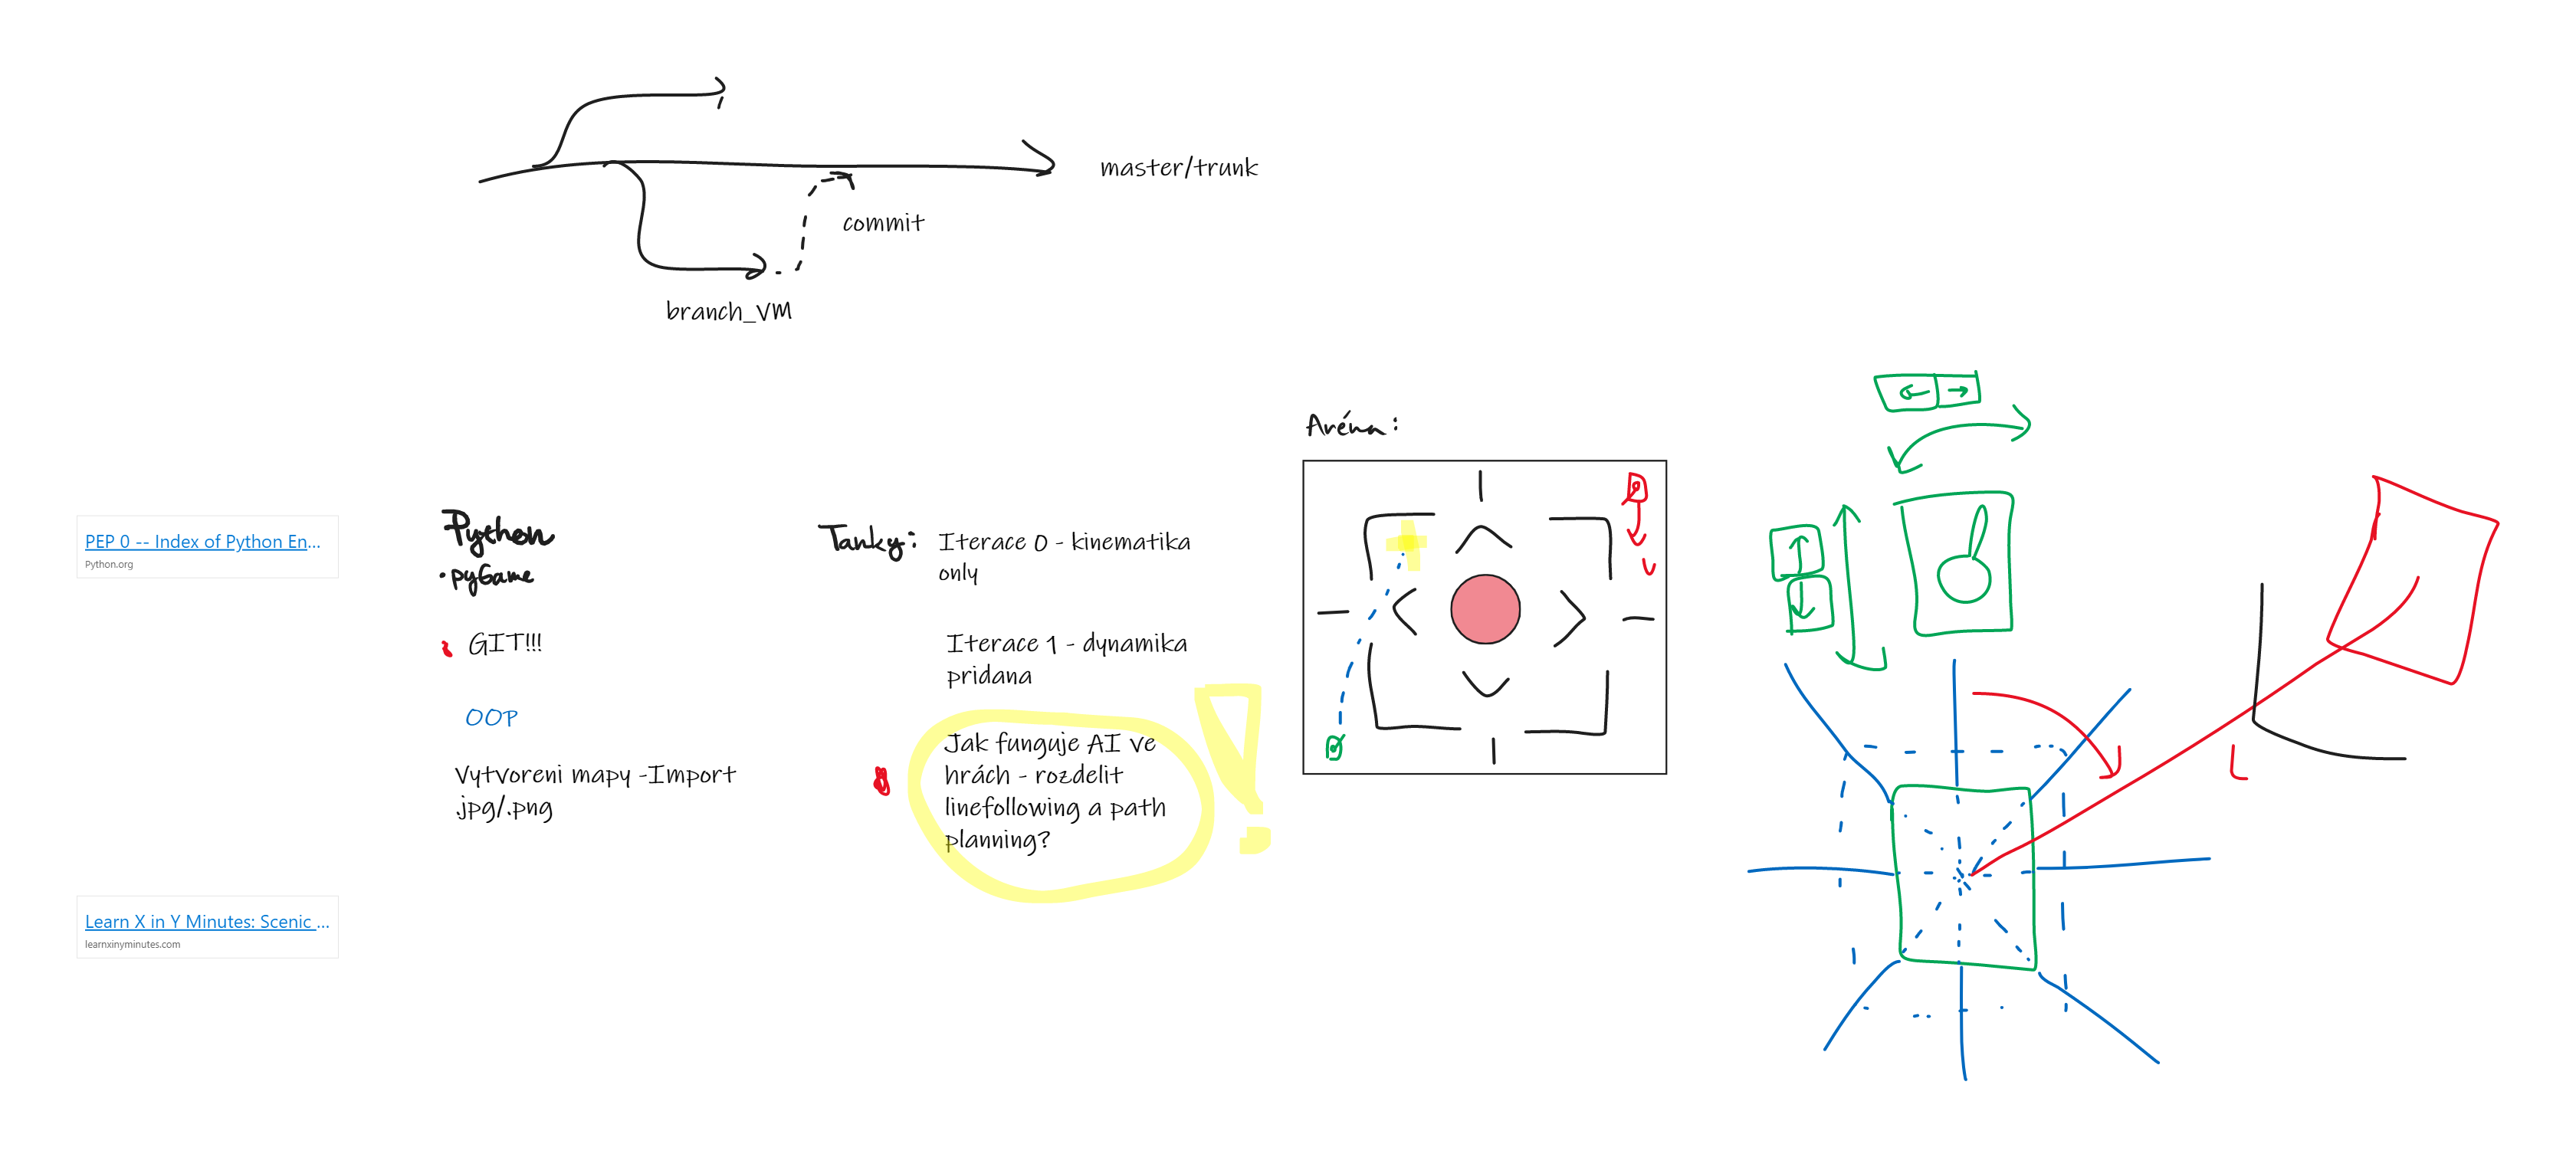 master/trunk
commit
branch_VM
Aréna:
PEP 0 -- Index of Python En...
Python.org
Python
• pyGame
GIT!!!
OOP
Vytvoreni mapy -Import
.jpg/.png
Tanky:
Iterace 0 - kinematika
only
Iterace 1 - dynamika
pridana
Jak funguje AI ve
hrách - rozdelit
linefollowing a path
planning?
v
L
Learn X in Y Minutes: Scenic ...
learnxinyminutes.com